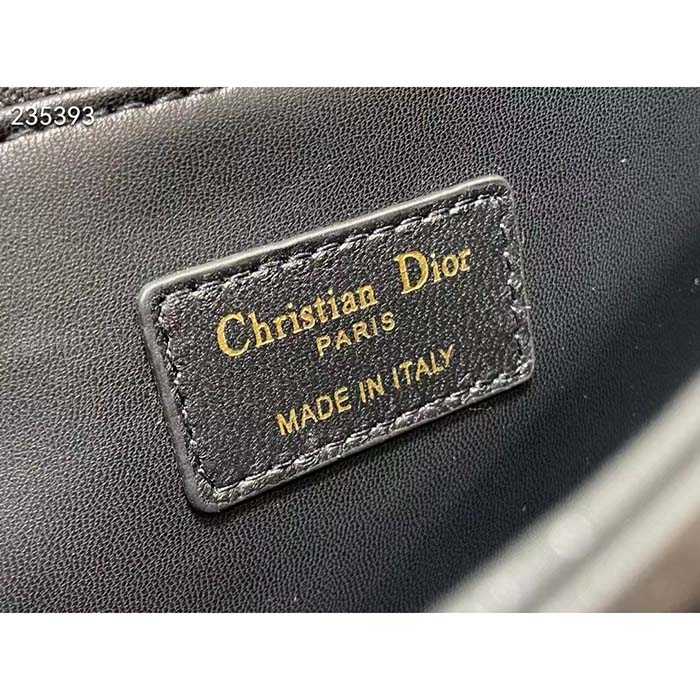 235393
Christian Dior
PARIS
MADE IN ITALY